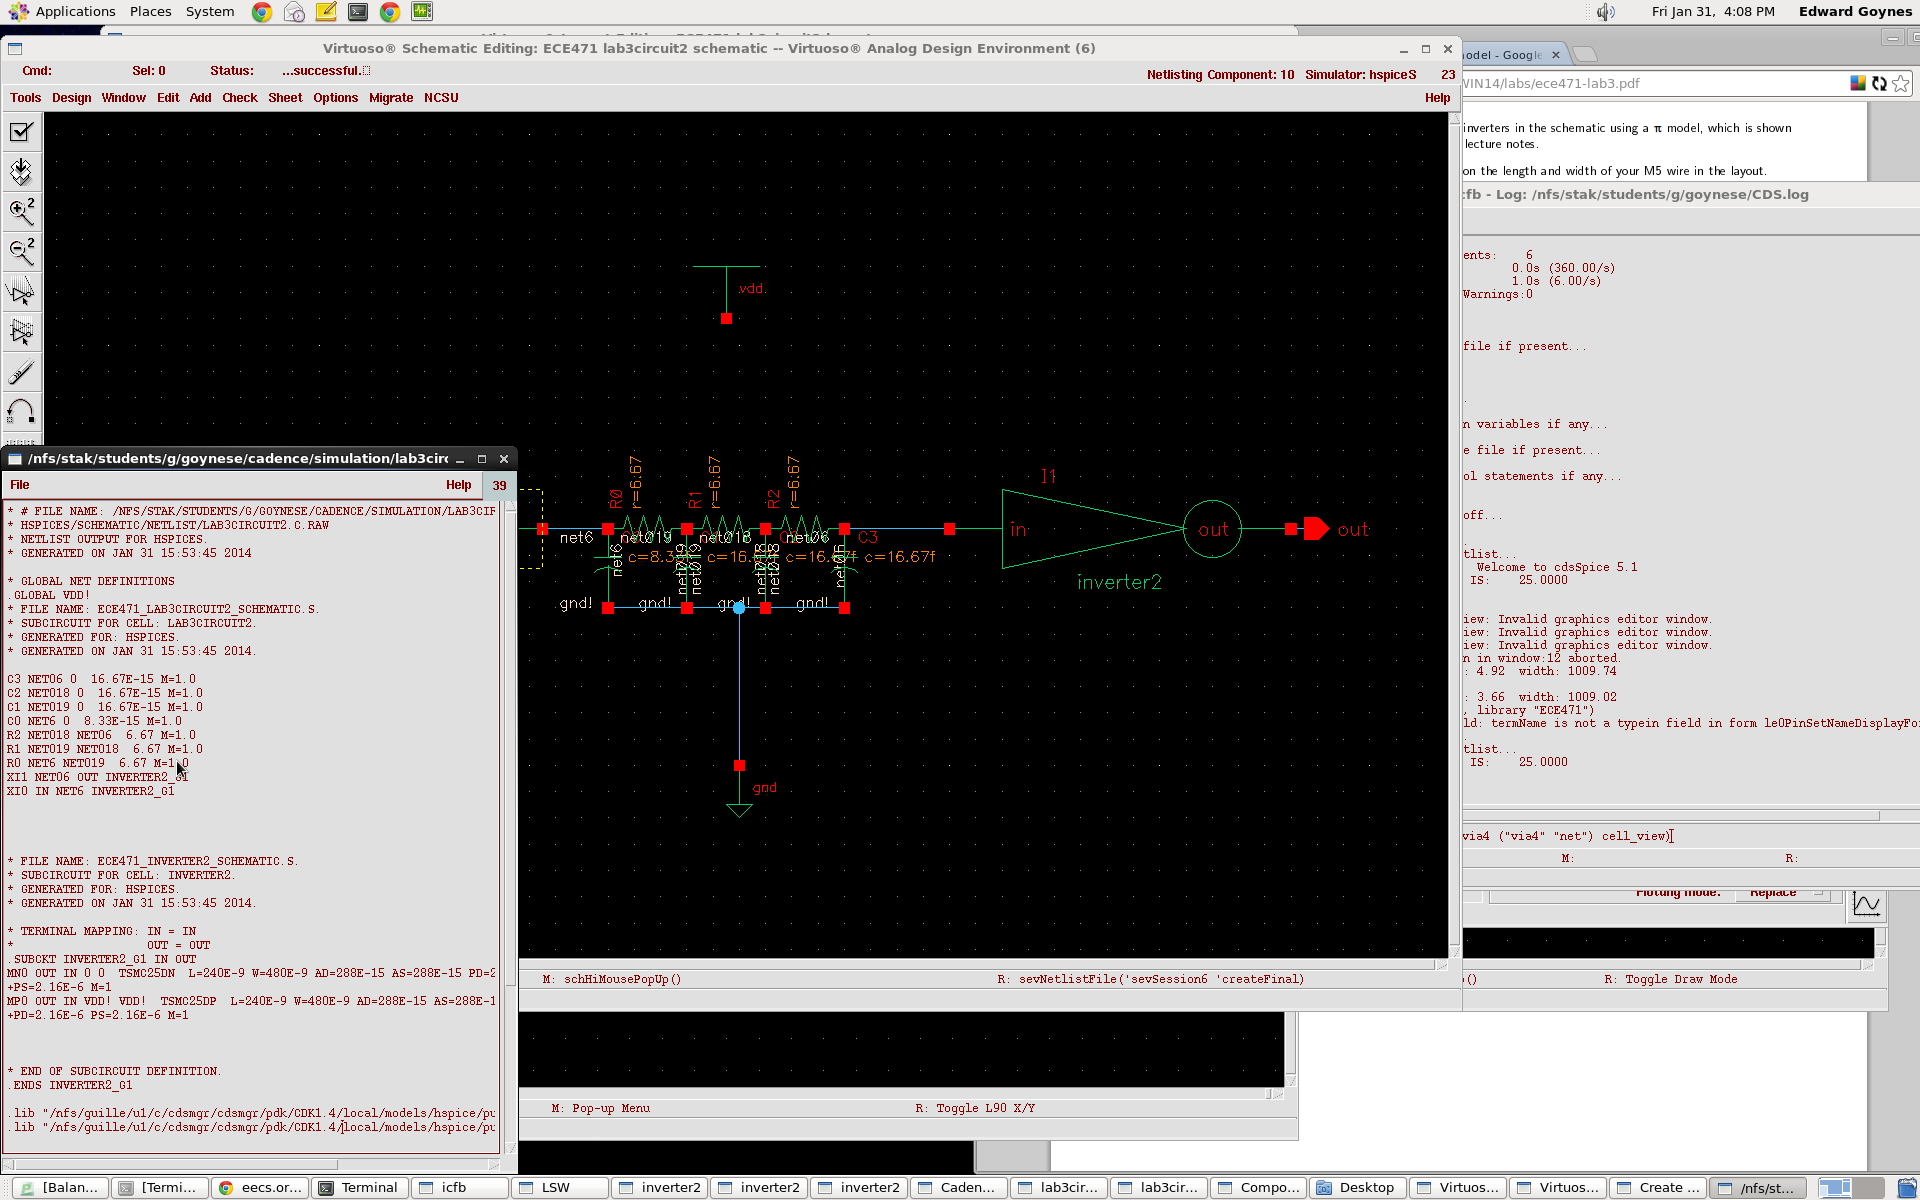 Applications Places System
Fri Jan 31, 4:08 PM Edward Goynes
Virtuoso® Schematic Editing: ECE471 lab3circuit2 schematic -- Virtuoso® Analog Design Environment (6)
Cmd: Sel: 0 Status: ...successful.
Netlisting Component: 10 Simulator: hspiceS 23
Tools Design Window Edit Add Check Sheet Options Migrate NCSU Help
vdd
R0 r=6.67 R1 r=6.67 R2 r=6.67
net6 net019 net018 net06 C3
c=16.67f
gnd! gnd! gnd! gnd!
gnd
I1
in out out
inverter2
M: schHiMousePopUp() R: sevNetlistFile('sevSession6 'createFinal)
M: Pop-up Menu R: Toggle L90 X/Y
/nfs/stak/students/g/goynese/cadence/simulation/lab3circ
File Help 39
* # FILE NAME: /NFS/STAK/STUDENTS/G/GOYNESE/CADENCE/SIMULATION/LAB3CIR
* HSPICES/SCHEMATIC/NETLIST/LAB3CIRCUIT2.C.RAW
* NETLIST OUTPUT FOR HSPICES.
* GENERATED ON JAN 31 15:53:45 2014
* GLOBAL NET DEFINITIONS
.GLOBAL VDD!
* FILE NAME: ECE471_LAB3CIRCUIT2_SCHEMATIC.S.
* SUBCIRCUIT FOR CELL: LAB3CIRCUIT2.
* GENERATED FOR: HSPICES.
* GENERATED ON JAN 31 15:53:45 2014.
C3 NET06 0 16.67E-15 M=1.0
C2 NET018 0 16.67E-15 M=1.0
C1 NET019 0 16.67E-15 M=1.0
C0 NET6 0 8.33E-15 M=1.0
R2 NET018 NET06 6.67 M=1.0
R1 NET019 NET018 6.67 M=1.0
R0 NET6 NET019 6.67 M=1.0
XI1 NET06 OUT INVERTER2_G1
XI0 IN NET6 INVERTER2_G1
* FILE NAME: ECE471_INVERTER2_SCHEMATIC.S.
* SUBCIRCUIT FOR CELL: INVERTER2.
* GENERATED FOR: HSPICES.
* GENERATED ON JAN 31 15:53:45 2014.
* TERMINAL MAPPING: IN = IN
* OUT = OUT
.SUBCKT INVERTER2_G1 IN OUT
MN0 OUT IN 0 0 TSMC25DN L=240E-9 W=480E-9 AD=288E-15 AS=288E-15 PD=2
+PS=2.16E-6 M=1
MP0 OUT IN VDD! VDD! TSMC25DP L=240E-9 W=480E-9 AD=288E-15 AS=288E-1
+PD=2.16E-6 PS=2.16E-6 M=1
* END OF SUBCIRCUIT DEFINITION.
.ENDS INVERTER2_G1
.lib "/nfs/guille/u1/c/cdsmgr/cdsmgr/pdk/CDK1.4/local/models/hspice/pu
.lib "/nfs/guille/u1/c/cdsmgr/cdsmgr/pdk/CDK1.4/local/models/hspice/pu
odel - Google
WIN14/labs/ece471-lab3.pdf
inverters in the schematic using a π model, which is shown
lecture notes.
on the length and width of your M5 wire in the layout.
cfb - Log: /nfs/stak/students/g/goynese/CDS.log
ents: 6
0.0s (360.00/s)
1.0s (6.00/s)
Warnings:0
file if present...
n variables if any...
e file if present...
ol statements if any...
off...
tlist...
Welcome to cdsSpice 5.1
IS: 25.0000
iew: Invalid graphics editor window.
iew: Invalid graphics editor window.
iew: Invalid graphics editor window.
n in window:12 aborted.
: 4.92 width: 1009.74
: 3.66 width: 1009.02
, library "ECE471")
ld: termName is not a typein field in form leOPinSetNameDisplayFo
tlist...
IS: 25.0000
via4 ("via4" "net") cell_view)
M: R:
Plotting mode: Replace
() R: Toggle Draw Mode
[Balan... [Termi... eecs.or... Terminal icfb LSW inverter2 inverter2 inverter2 Caden... lab3cir... lab3cir... Compo... Desktop Virtuos... Virtuos... Create ... /nfs/st...